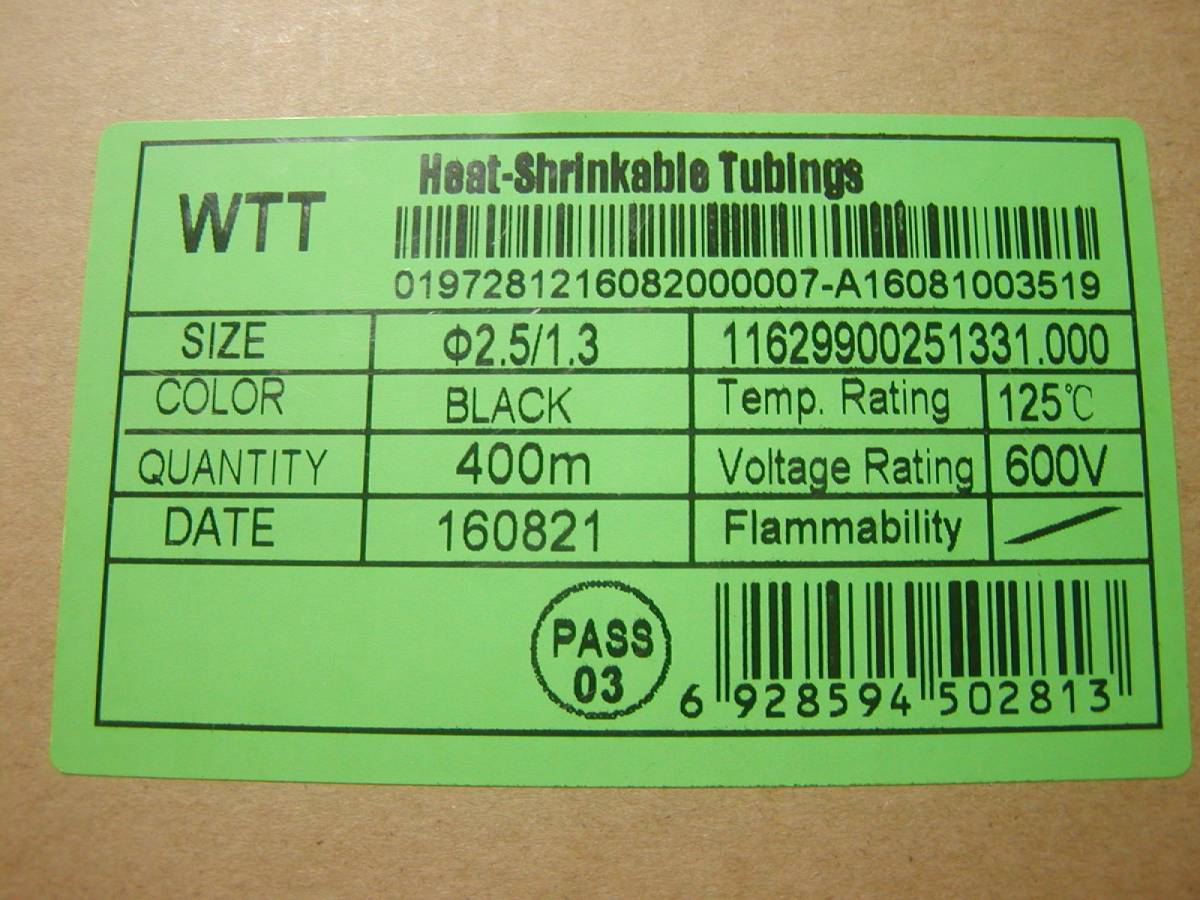 Heat-Shrinkable Tubings
WTT
0197281216082000007-A16081003519
SIZE Φ2.5/1.3 11629900251331.000
COLOR BLACK Temp. Rating 125℃
QUANTITY 400m Voltage Rating 600V
DATE 160821 Flammability
PASS
03
6 928594 502813